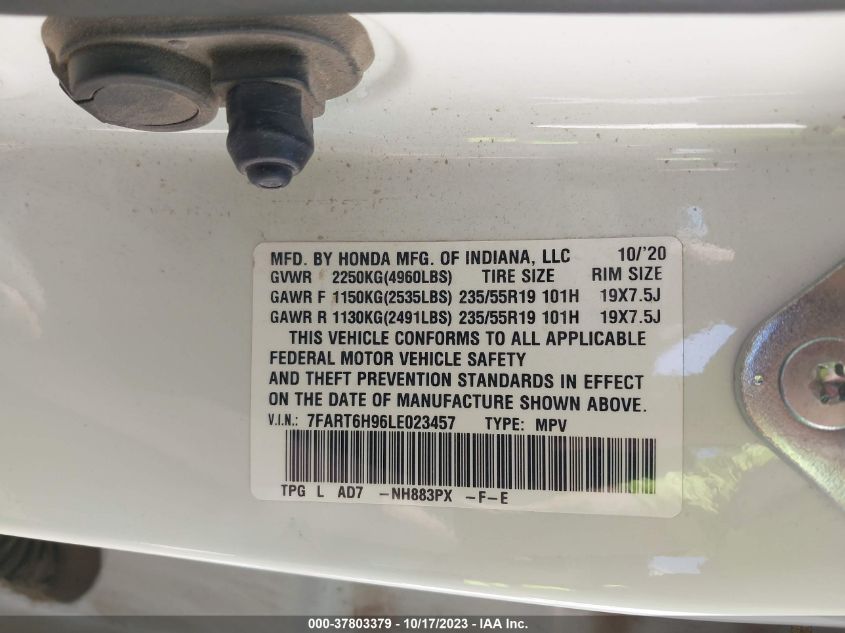 MFD. BY HONDA MFG. OF INDIANA, LLC 10/'20
GVWR 2250KG(4960LBS) TIRE SIZE RIM SIZE
GAWR F 1150KG(2535LBS) 235/55R19 101H 19X7.5J
GAWR R 1130KG(2491LBS) 235/55R19 101H 19X7.5J
THIS VEHICLE CONFORMS TO ALL APPLICABLE
FEDERAL MOTOR VEHICLE SAFETY
AND THEFT PREVENTION STANDARDS IN EFFECT
ON THE DATE OF MANUFACTURE SHOWN ABOVE.
V.I.N.: 7FART6H96LE023457 TYPE: MPV
TPG L AD7 -NH883PX -F-E
000-37803379 - 10/17/2023 - IAA Inc.